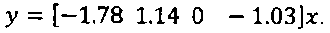 y = [−1.78 1.14 0 −1.03]x.